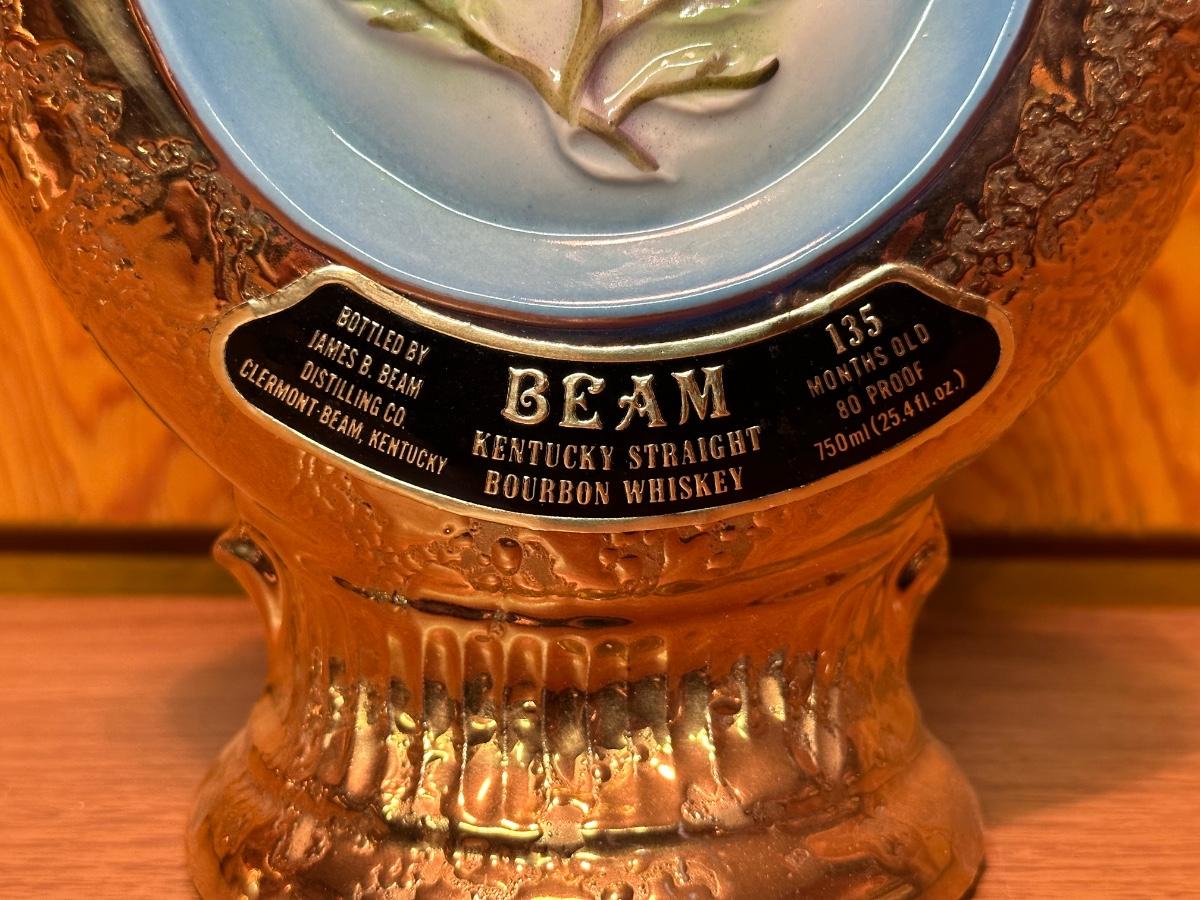 BOTTLED BY
JAMES B. BEAM
DISTILLING CO.
CLERMONT-BEAM, KENTUCKY
BEAM
KENTUCKY STRAIGHT
BOURBON WHISKEY
135
MONTHS OLD
80 PROOF
750ml (25.4 fl. oz.)